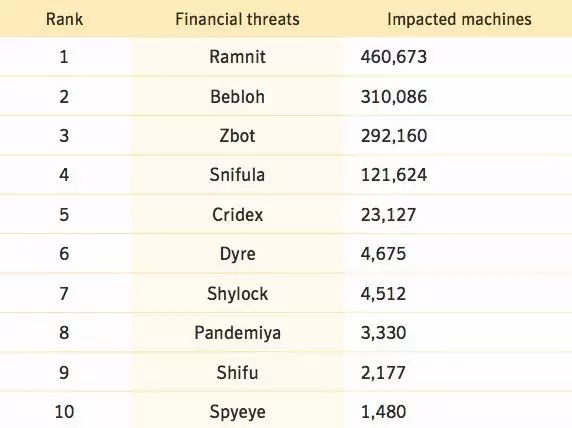 Rank Financial threats Impacted machines
1 Ramnit 460,673
2 Bebloh 310,086
3 Zbot 292,160
4 Snifula 121,624
5 Cridex 23,127
6 Dyre 4,675
7 Shylock 4,512
8 Pandemiya 3,330
9 Shifu 2,177
10 Spyeye 1,480